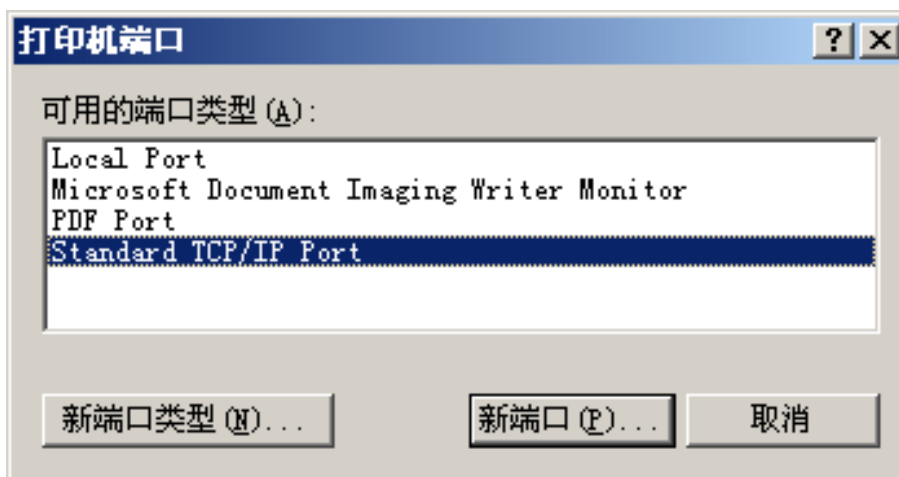 打印机端口
可用的端口类型(A):
Local Port
Microsoft Document Imaging Writer Monitor
PDF Port
Standard TCP/IP Port
新端口类型(N)... 新端口(P)... 取消